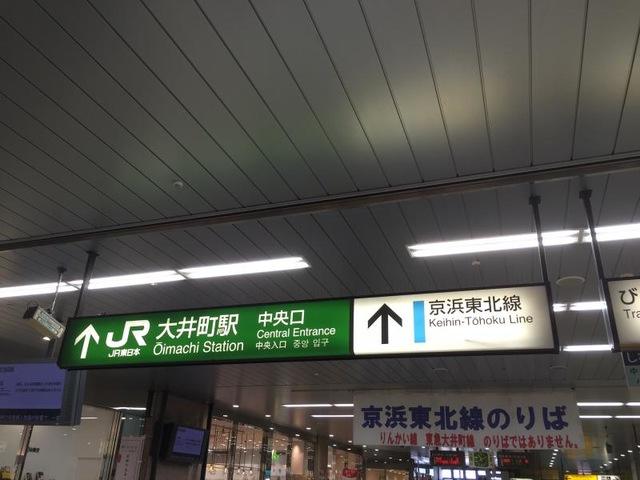 JR
JR東日本
大井町駅
Ōimachi Station
中央口
Central Entrance
中央入口 중앙 입구
京浜東北線
Keihin-Tōhoku Line
び
Tra
京浜東北線のりば
りんかい線 東急大井町線 のりばではありません。